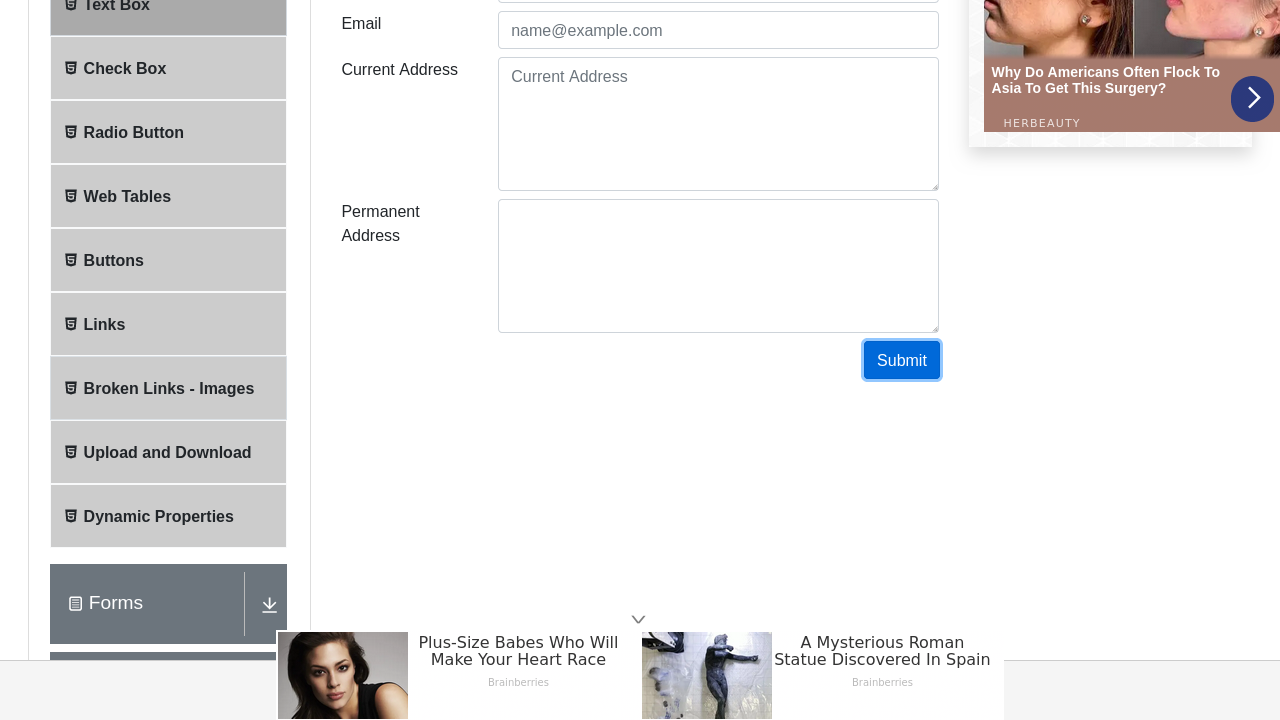 Text Box
Check Box
Radio Button
Web Tables
Buttons
Links
Broken Links - Images
Upload and Download
Dynamic Properties
Forms
Email
name@example.com
Current Address
Current Address
Permanent
Address
Submit
Why Do Americans Often Flock To
Asia To Get This Surgery?
HERBEAUTY
Plus-Size Babes Who Will
Make Your Heart Race
Brainberries
A Mysterious Roman
Statue Discovered In Spain
Brainberries